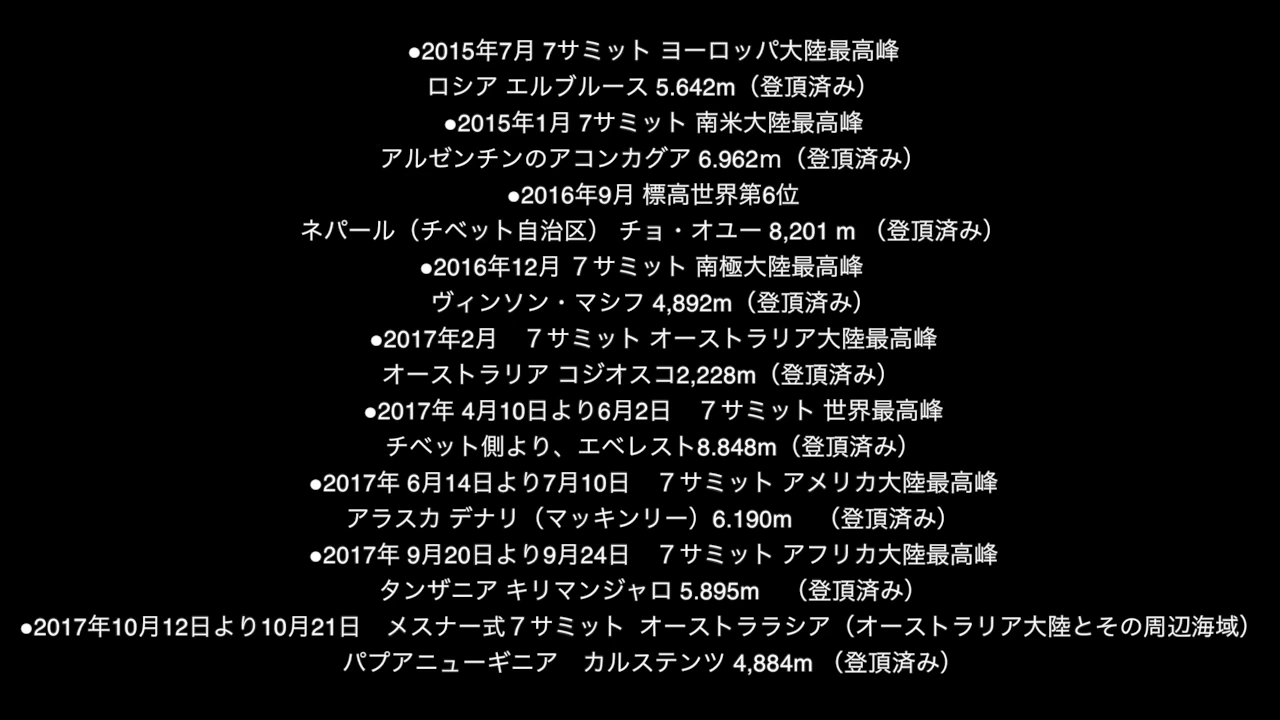 ●2015年7月 7サミット ヨーロッパ大陸最高峰
ロシア エルブルース 5.642m（登頂済み）
●2015年1月 7サミット 南米大陸最高峰
アルゼンチンのアコンカグア 6.962m（登頂済み）
●2016年9月 標高世界第6位
ネパール（チベット自治区） チョ・オユー 8,201 m （登頂済み）
●2016年12月 ７サミット 南極大陸最高峰
ヴィンソン・マシフ 4,892m（登頂済み）
●2017年2月　７サミット オーストラリア大陸最高峰
オーストラリア コジオスコ2,228m（登頂済み）
●2017年 4月10日より6月2日　７サミット 世界最高峰
チベット側より、エベレスト8.848m（登頂済み）
●2017年 6月14日より7月10日　７サミット アメリカ大陸最高峰
アラスカ デナリ（マッキンリー）6.190m　（登頂済み）
●2017年 9月20日より9月24日　７サミット アフリカ大陸最高峰
タンザニア キリマンジャロ 5.895m　（登頂済み）
●2017年10月12日より10月21日　メスナー式７サミット オーストララシア（オーストラリア大陸とその周辺海域）
パプアニューギニア　カルステンツ 4,884m （登頂済み）